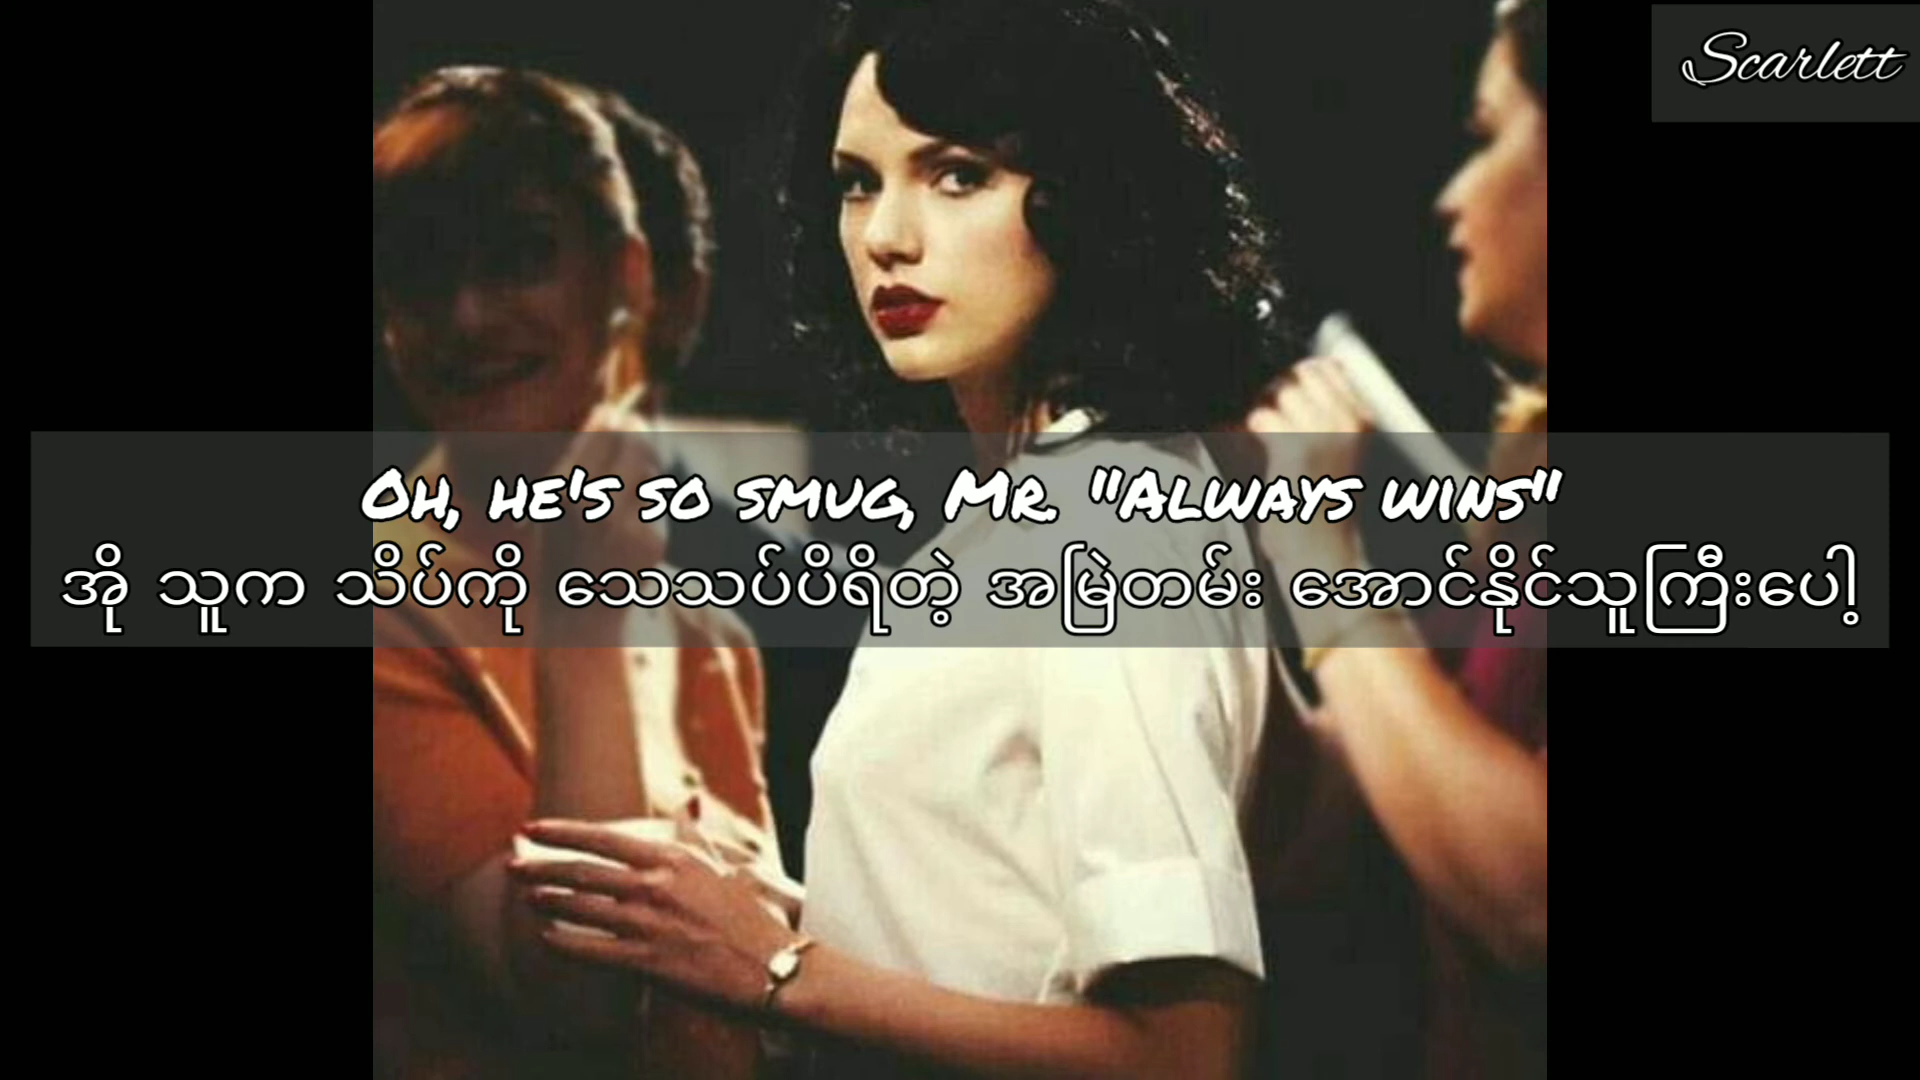 Scarlett
Oh, he's so smug, Mr. "Always wins"
အို သူက သိပ်ကို သေသပ်ပိရိတဲ့ အမြဲတမ်း အောင်နိုင်သူကြီးပေါ့